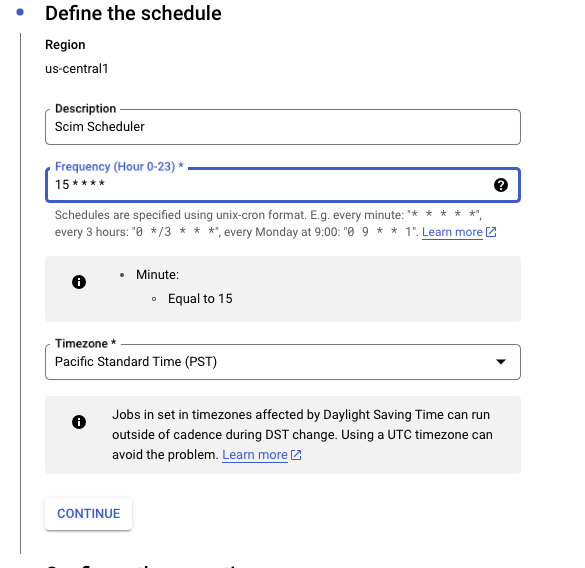 Define the schedule
Region
us-central1
Description
Scim Scheduler
Frequency (Hour 0-23) *
15 * * * *
Schedules are specified using unix-cron format. E.g. every minute: "* * * * *",
every 3 hours: "0 */3 * * *", every Monday at 9:00: "0 9 * * 1". Learn more
Minute:
Equal to 15
Timezone *
Pacific Standard Time (PST)
Jobs in set in timezones affected by Daylight Saving Time can run
outside of cadence during DST change. Using a UTC timezone can
avoid the problem. Learn more
CONTINUE